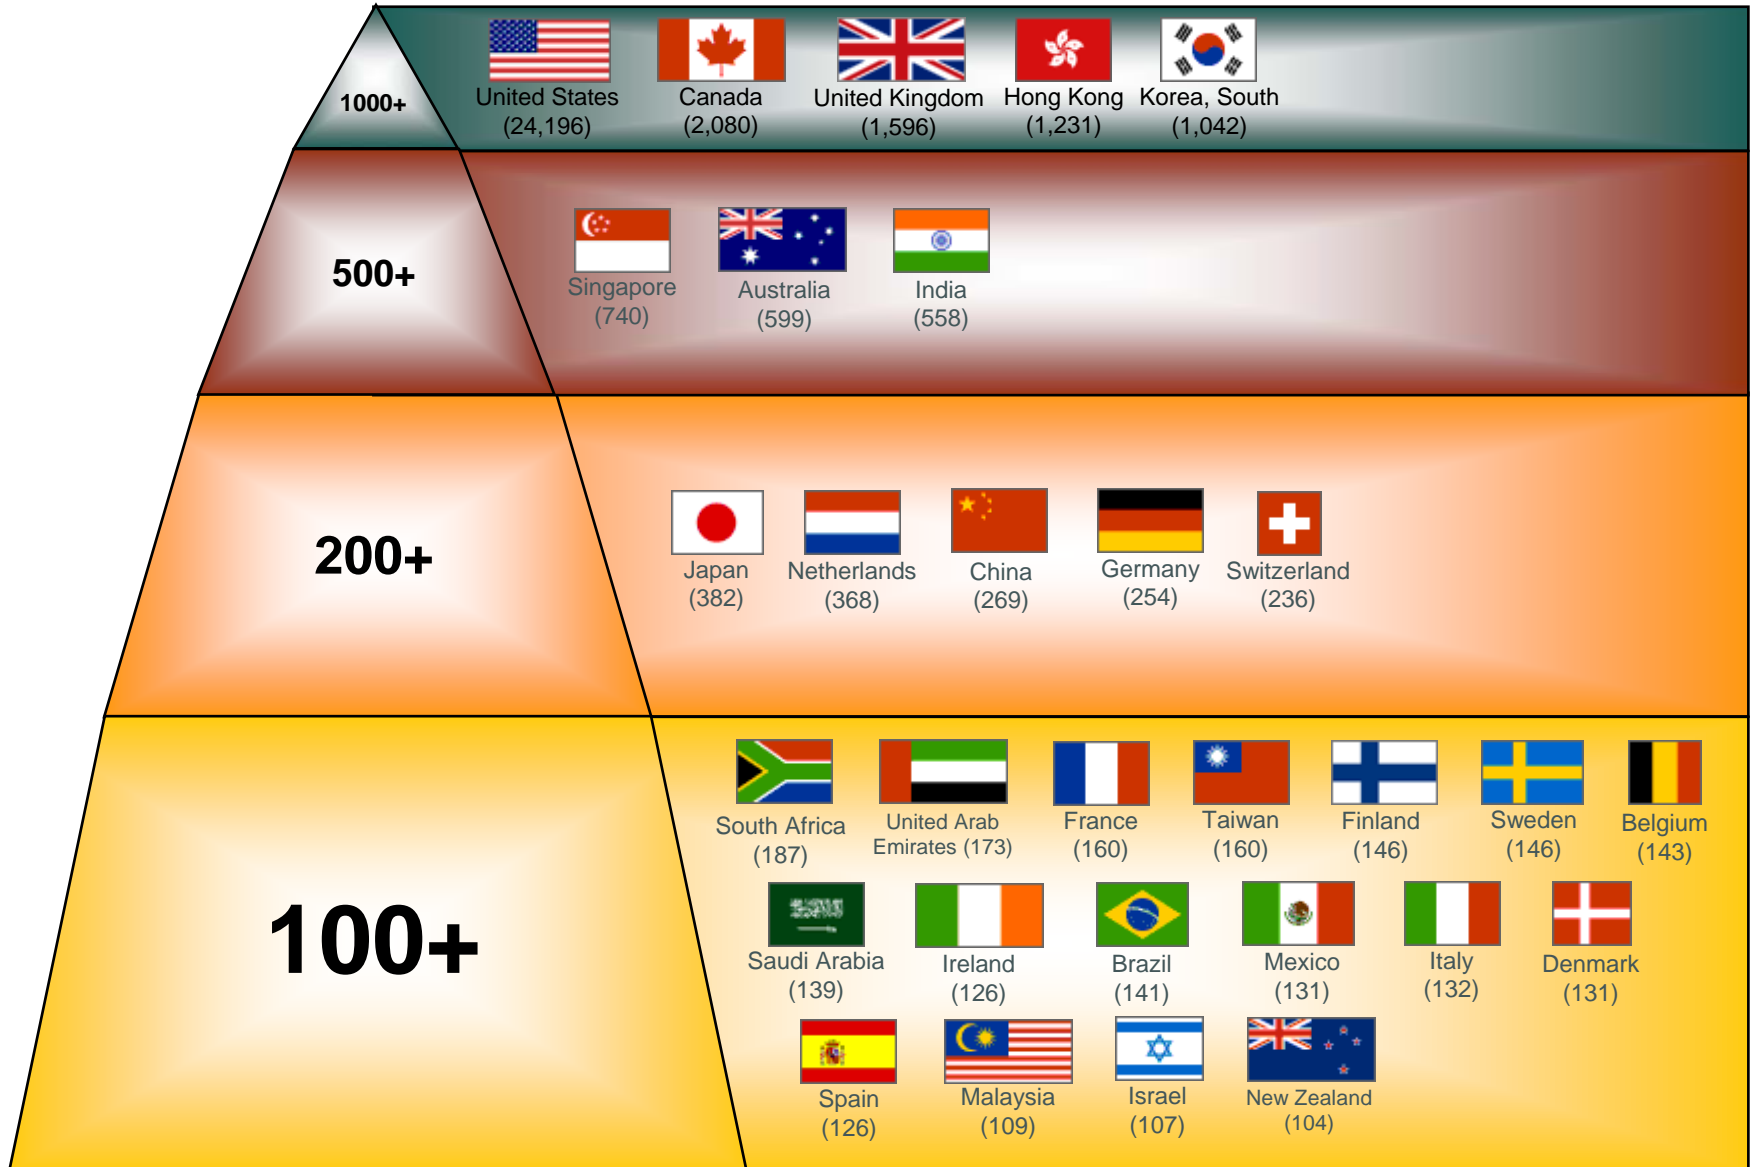 1000+
United States
(24,196)
Canada
(2,080)
United Kingdom
(1,596)
Hong Kong
(1,231)
Korea, South
(1,042)
500+
Singapore
(740)
Australia
(599)
India
(558)
200+
Japan
(382)
Netherlands
(368)
China
(269)
Germany
(254)
Switzerland
(236)
100+
South Africa
(187)
United Arab
Emirates (173)
France
(160)
Taiwan
(160)
Finland
(146)
Sweden
(146)
Belgium
(143)
Saudi Arabia
(139)
Ireland
(126)
Brazil
(141)
Mexico
(131)
Italy
(132)
Denmark
(131)
Spain
(126)
Malaysia
(109)
Israel
(107)
New Zealand
(104)